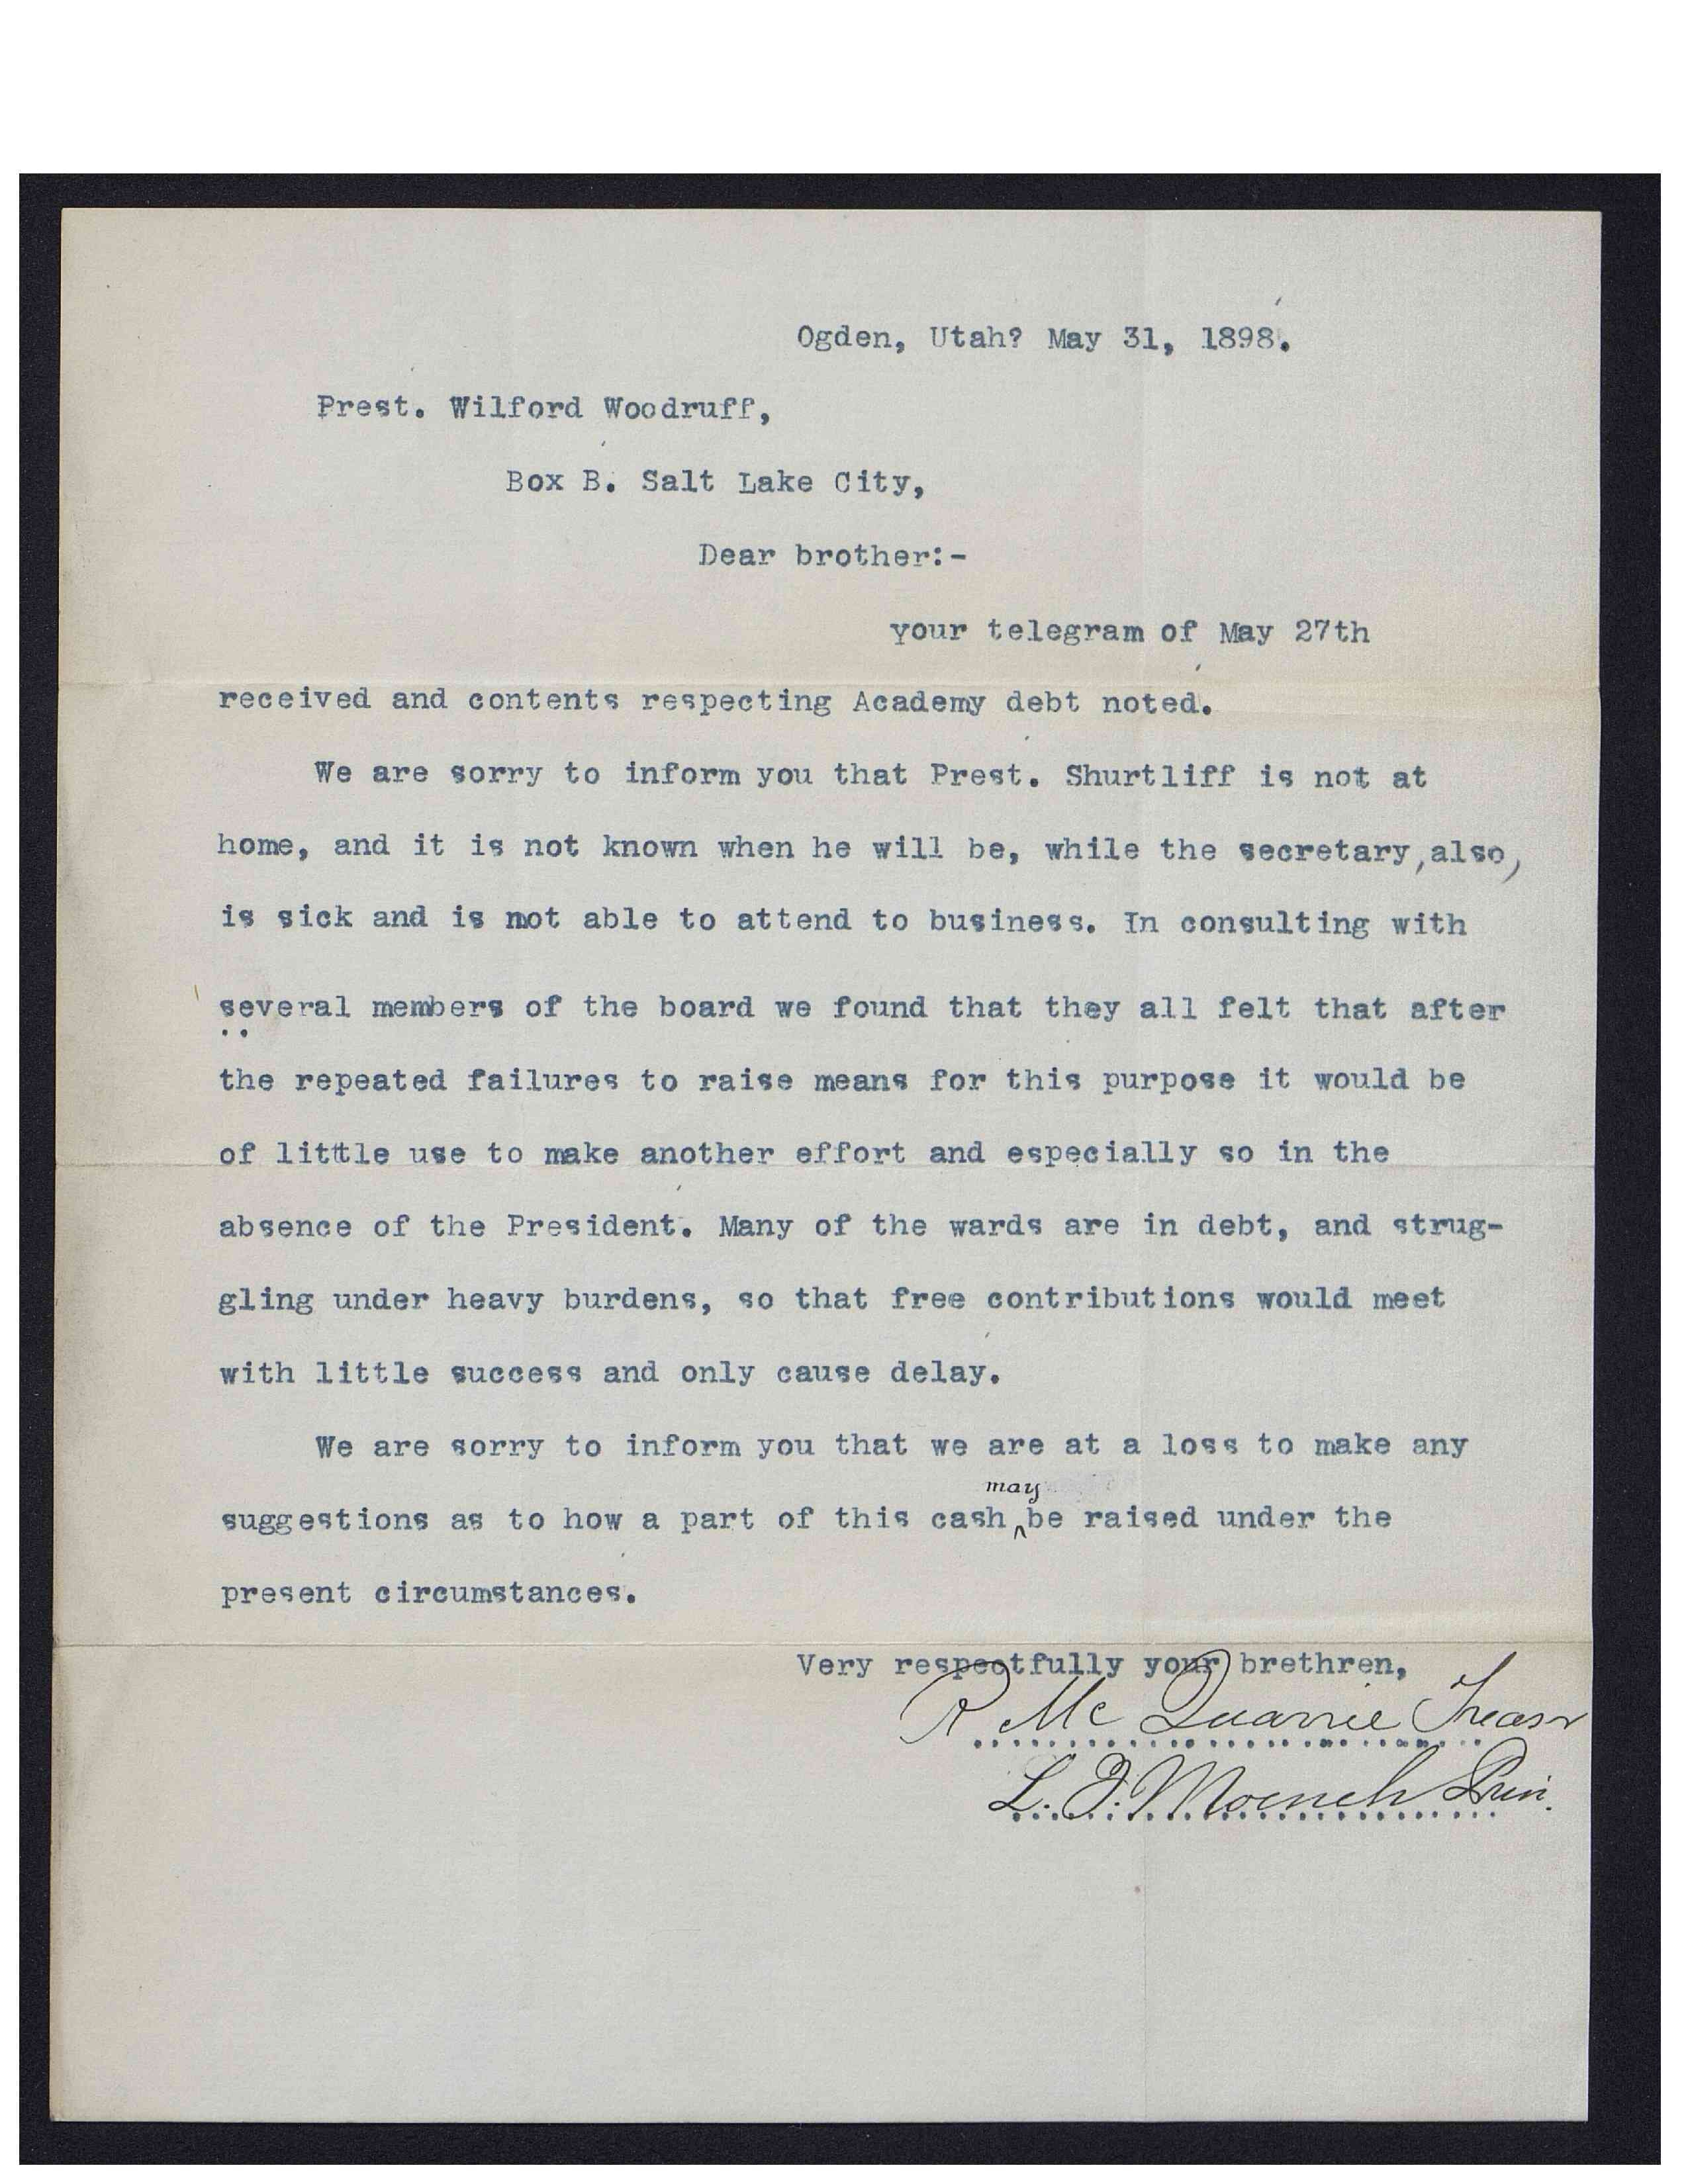 Ogden, Utah? May 31, 1898.
Prest. Wilford Woodruff,
Box B. Salt Lake City,
Dear brother:-
your telegram of May 27th
received and contents respecting Academy debt noted.
We are sorry to inform you that Prest. Shurtliff is not at
home, and it is not known when he will be, while the secretary, also,
is sick and is not able to attend to business. In consulting with
several members of the board we found that they all felt that after
the repeated failures to raise means for this purpose it would be
of little use to make another effort and especially so in the
absence of the President. Many of the wards are in debt, and strug-
gling under heavy burdens, so that free contributions would meet
with little success and only cause delay.
We are sorry to inform you that we are at a loss to make any
may
suggestions as to how a part of this cash ^ be raised under the
present circumstances.
Very respectfully your brethren,
R McQuarrie Treasr
L. F. Moench Prin.